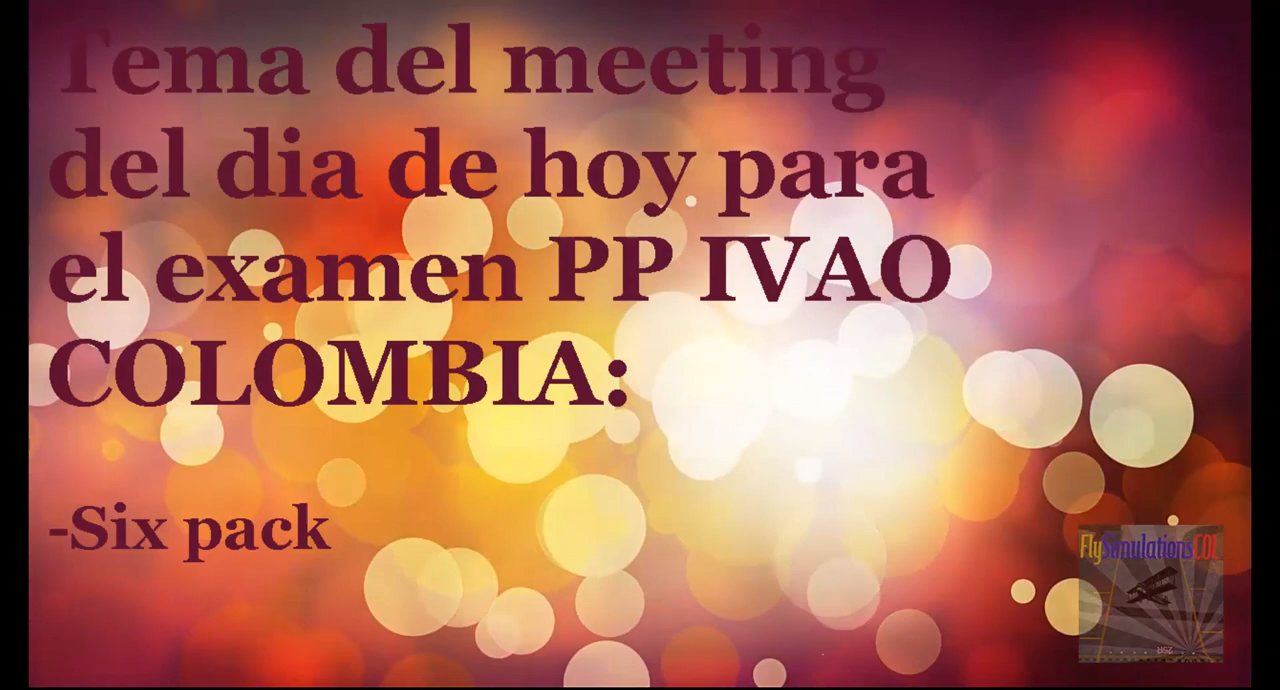 Tema del meeting
del dia de hoy para
el examen PP IVAO
COLOMBIA:
-Six pack
FlySimulationsCOL